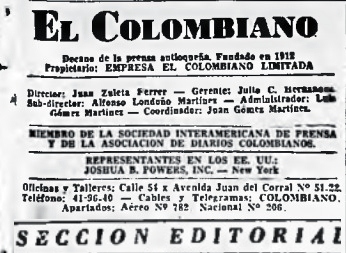 EL COLOMBIANO
Decano de la prensa antioqueña. Fundado en 1912
Propietario: EMPRESA EL COLOMBIANO LIMITADA
Director: Juan Zuleta Ferrer — Gerente: Julio C. Hernández
Sub-director: Alfonso Londoño Martínez — Administrador: Luis
Gómez Martínez — Coordinador: Juan Gómez Martínez.
MIEMBRO DE LA SOCIEDAD INTERAMERICANA DE PRENSA
Y DE LA ASOCIACION DE DIARIOS COLOMBIANOS.
REPRESENTANTES EN LOS EE. UU.:
JOSHUA B. POWERS, INC. — New York
Oficinas y Talleres: Calle 54 x Avenida Juan del Corral Nº 51-22.
Teléfono: 41-96-40 — Cables y Telegramas: COLOMBIANO.
Apartados: Aéreo Nº 782 Nacional Nº 206.
SECCION EDITORIAL